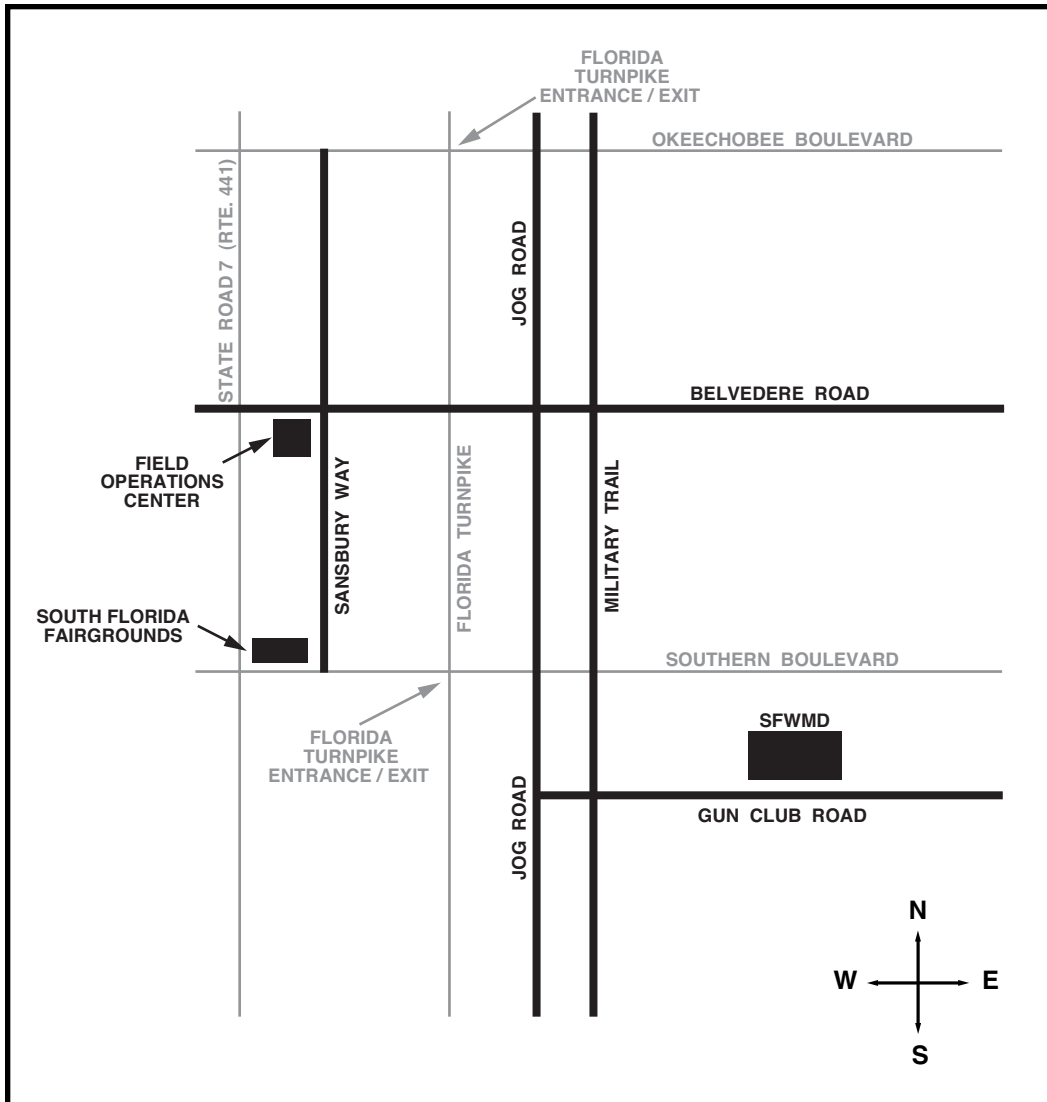 FLORIDA
TURNPIKE
ENTRANCE / EXIT
OKEECHOBEE BOULEVARD
STATE ROAD 7 (RTE. 441)
JOG ROAD
BELVEDERE ROAD
FIELD
OPERATIONS
CENTER
SANSBURY WAY
FLORIDA TURNPIKE
MILITARY TRAIL
SOUTH FLORIDA
FAIRGROUNDS
SOUTHERN BOULEVARD
FLORIDA
TURNPIKE
ENTRANCE / EXIT
SFWMD
JOG ROAD
GUN CLUB ROAD
N
W
E
S